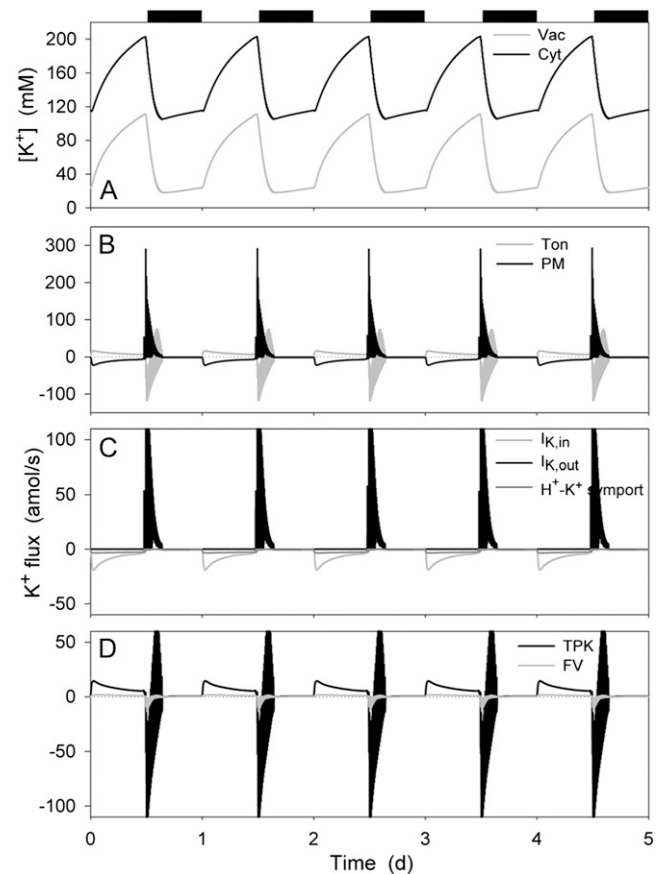 200
160
120
80
40
0
[K+] (mM)
A
Vac
Cyt
300
200
100
0
-100
B
Ton
PM
100
50
0
-50
K+ flux (amol/s)
C
IK,in
IK,out
H+-K+ symport
50
0
-50
-100
D
TPK
FV
0 1 2 3 4 5
Time (d)